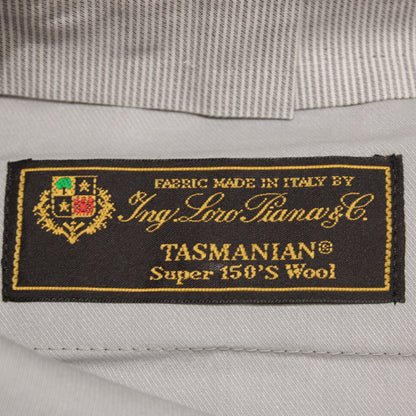 FABRIC MADE IN ITALY BY
Ing. Loro Piana & C.
TASMANIAN®
Super 150'S Wool